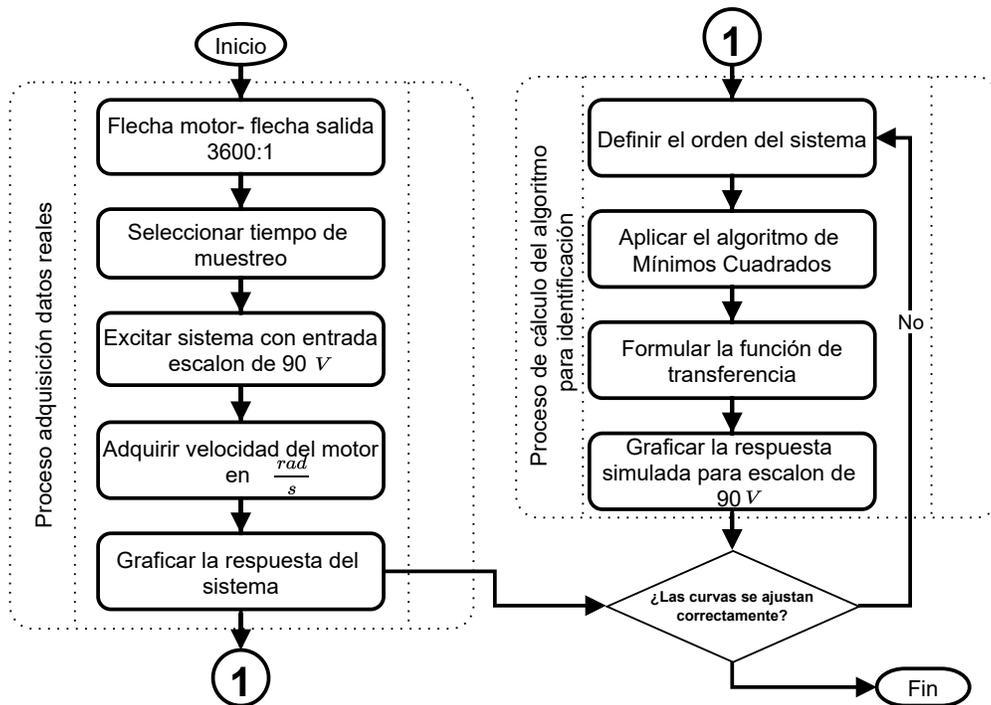 Inicio
Flecha motor- flecha salida
3600:1
Seleccionar tiempo de
muestreo
Excitar sistema con entrada
escalon de 90 V
Adquirir velocidad del motor
en rad/s
Graficar la respuesta del
sistema
1
Proceso adquisición datos reales
1
Definir el orden del sistema
Aplicar el algoritmo de
Mínimos Cuadrados
Formular la función de
transferencia
Graficar la respuesta
simulada para escalon de
90 V
Proceso de cálculo del algoritmo
para identificación
¿Las curvas se ajustan
correctamente?
No
Fin